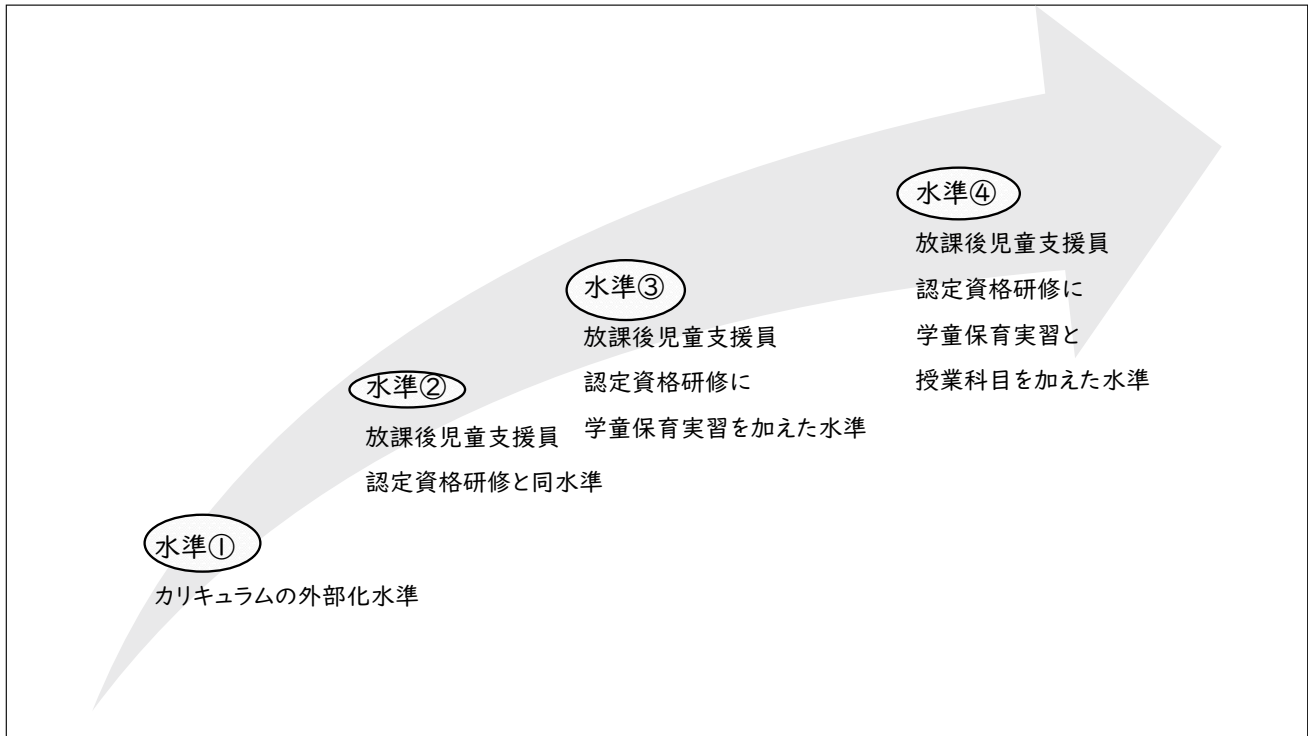 水準④
放課後児童支援員
認定資格研修に
学童保育実習と
授業科目を加えた水準
水準③
放課後児童支援員
認定資格研修に
学童保育実習を加えた水準
水準②
放課後児童支援員
認定資格研修と同水準
水準①
カリキュラムの外部化水準